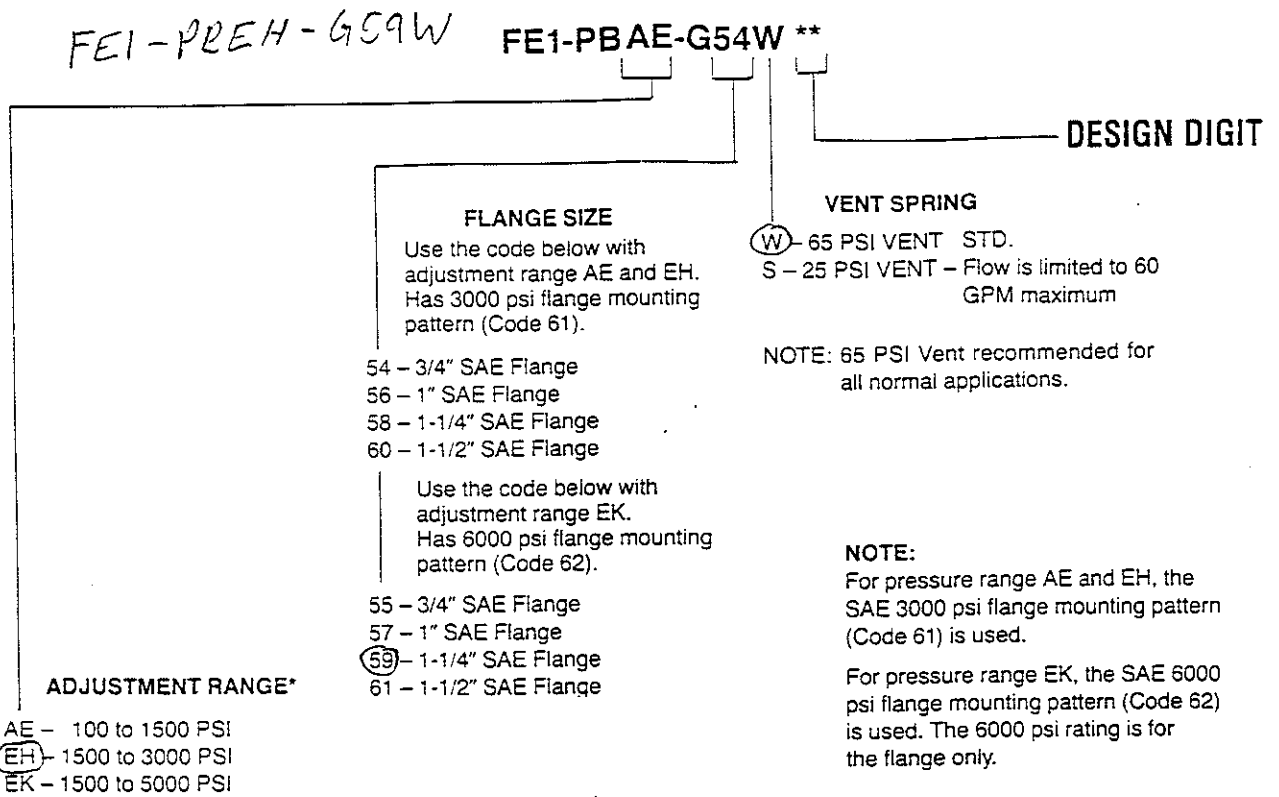 FE1-PREH-G59W
FE1-PBAE-G54W **
DESIGN DIGIT
FLANGE SIZE
Use the code below with
adjustment range AE and EH.
Has 3000 psi flange mounting
pattern (Code 61).
54 – 3/4" SAE Flange
56 – 1" SAE Flange
58 – 1-1/4" SAE Flange
60 – 1-1/2" SAE Flange
Use the code below with
adjustment range EK.
Has 6000 psi flange mounting
pattern (Code 62).
55 – 3/4" SAE Flange
57 – 1" SAE Flange
59 – 1-1/4" SAE Flange
61 – 1-1/2" SAE Flange
VENT SPRING
W – 65 PSI VENT STD.
S – 25 PSI VENT – Flow is limited to 60
GPM maximum
NOTE: 65 PSI Vent recommended for
all normal applications.
NOTE:
For pressure range AE and EH, the
SAE 3000 psi flange mounting pattern
(Code 61) is used.
For pressure range EK, the SAE 6000
psi flange mounting pattern (Code 62)
is used. The 6000 psi rating is for
the flange only.
ADJUSTMENT RANGE*
AE – 100 to 1500 PSI
EH – 1500 to 3000 PSI
EK – 1500 to 5000 PSI